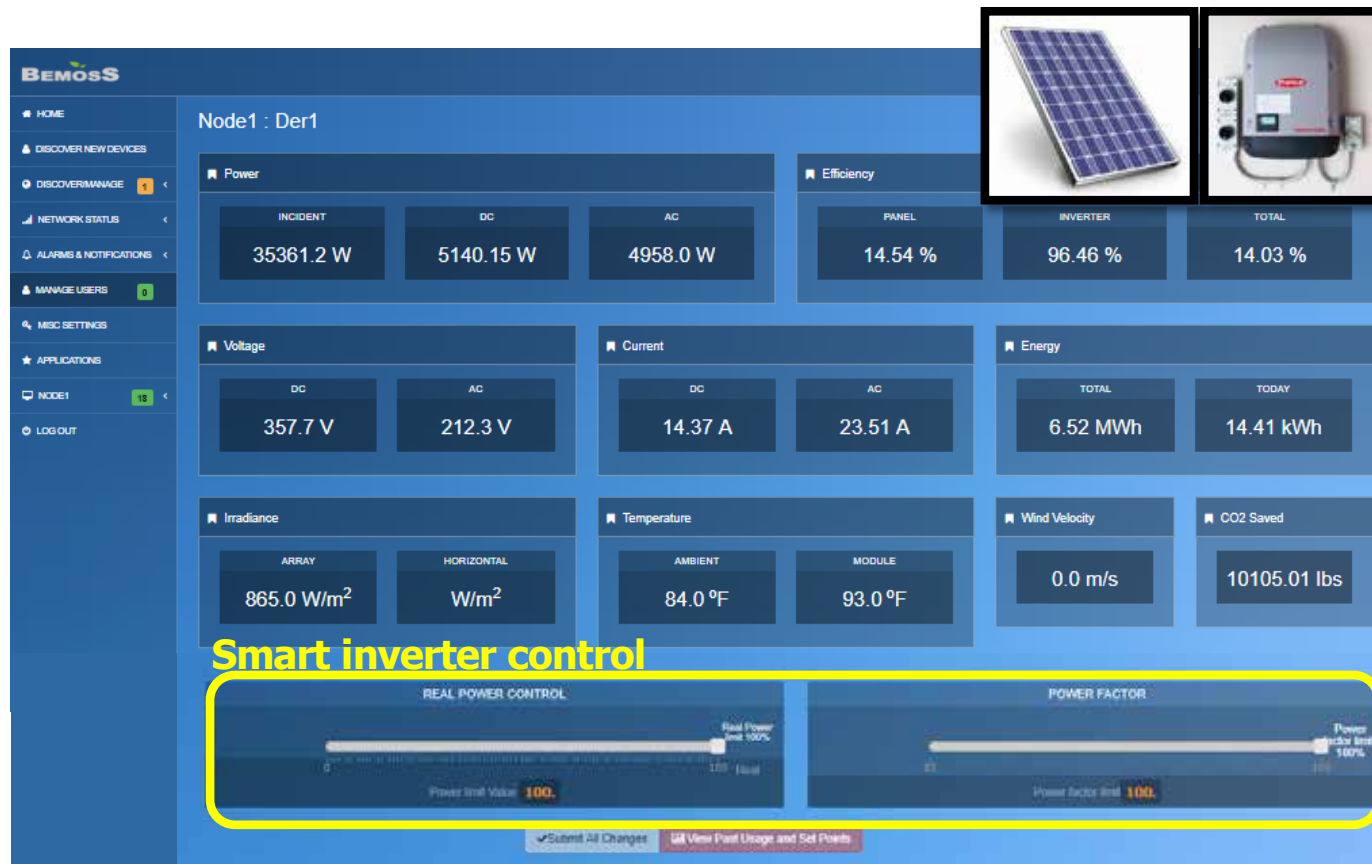 BEMOSS
HOME
DISCOVER NEW DEVICES
DISCOVER/MANAGE 1
NETWORK STATUS
ALARMS & NOTIFICATIONS
MANAGE USERS 0
MISC SETTINGS
APPLICATIONS
NODE1 18
LOG OUT
Node1 : Der1
Power
INCIDENT DC AC
35361.2 W 5140.15 W 4958.0 W
Efficiency
PANEL INVERTER TOTAL
14.54 % 96.46 % 14.03 %
Voltage
DC AC
357.7 V 212.3 V
Current
DC AC
14.37 A 23.51 A
Energy
TOTAL TODAY
6.52 MWh 14.41 kWh
Irradiance
ARRAY HORIZONTAL
865.0 W/m² W/m²
Temperature
AMBIENT MODULE
84.0 ºF 93.0 ºF
Wind Velocity
0.0 m/s
CO2 Saved
10105.01 lbs
Smart inverter control
REAL POWER CONTROL
Real Power
limit 100%
0 100
Power limit Value 100.
POWER FACTOR
Power
factor limit
100%
Power factor limit 100.
Submit All Changes View Past Usage and Set Points